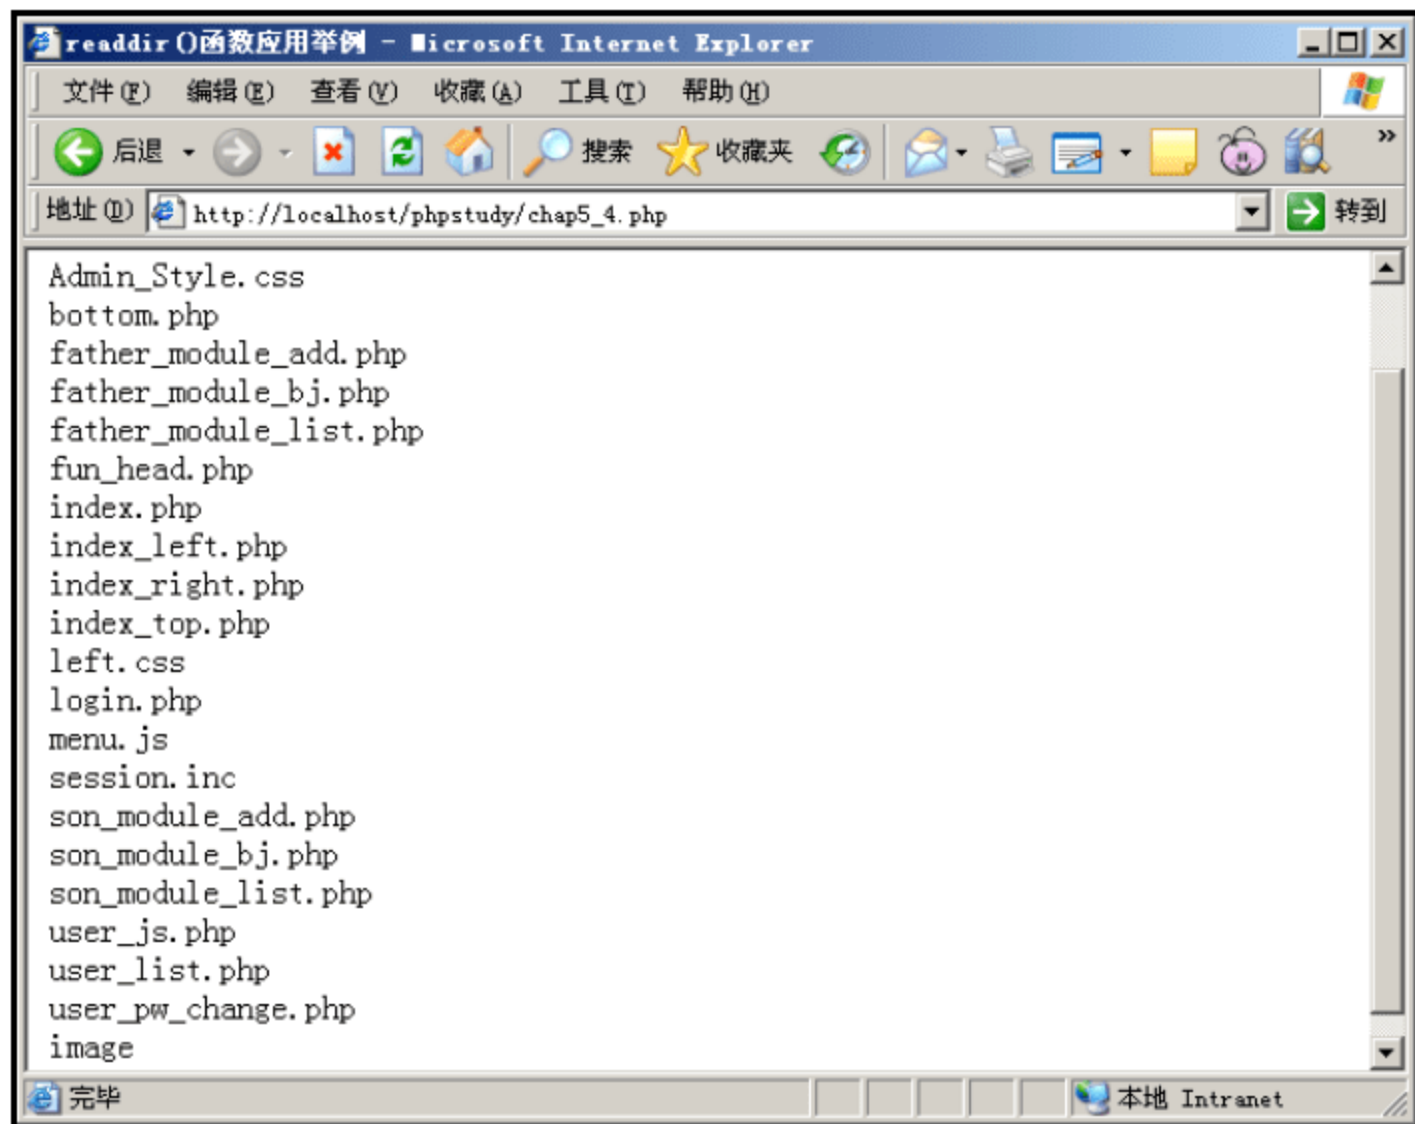 readdir()函数应用举例 - Microsoft Internet Explorer
文件(F) 编辑(E) 查看(V) 收藏(A) 工具(T) 帮助(H)
后退 搜索 收藏夹 »
地址(D) http://localhost/phpstudy/chap5_4.php 转到
Admin_Style.css
bottom.php
father_module_add.php
father_module_bj.php
father_module_list.php
fun_head.php
index.php
index_left.php
index_right.php
index_top.php
left.css
login.php
menu.js
session.inc
son_module_add.php
son_module_bj.php
son_module_list.php
user_js.php
user_list.php
user_pw_change.php
image
完毕 本地 Intranet